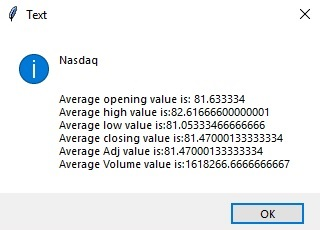 Text
Nasdaq
Average opening value is: 81.633334
Average high value is:82.61666600000001
Average low value is:81.05333466666666
Average closing value is:81.47000133333334
Average Adj value is:81.47000133333334
Average Volume value is:1618266.6666666667
OK